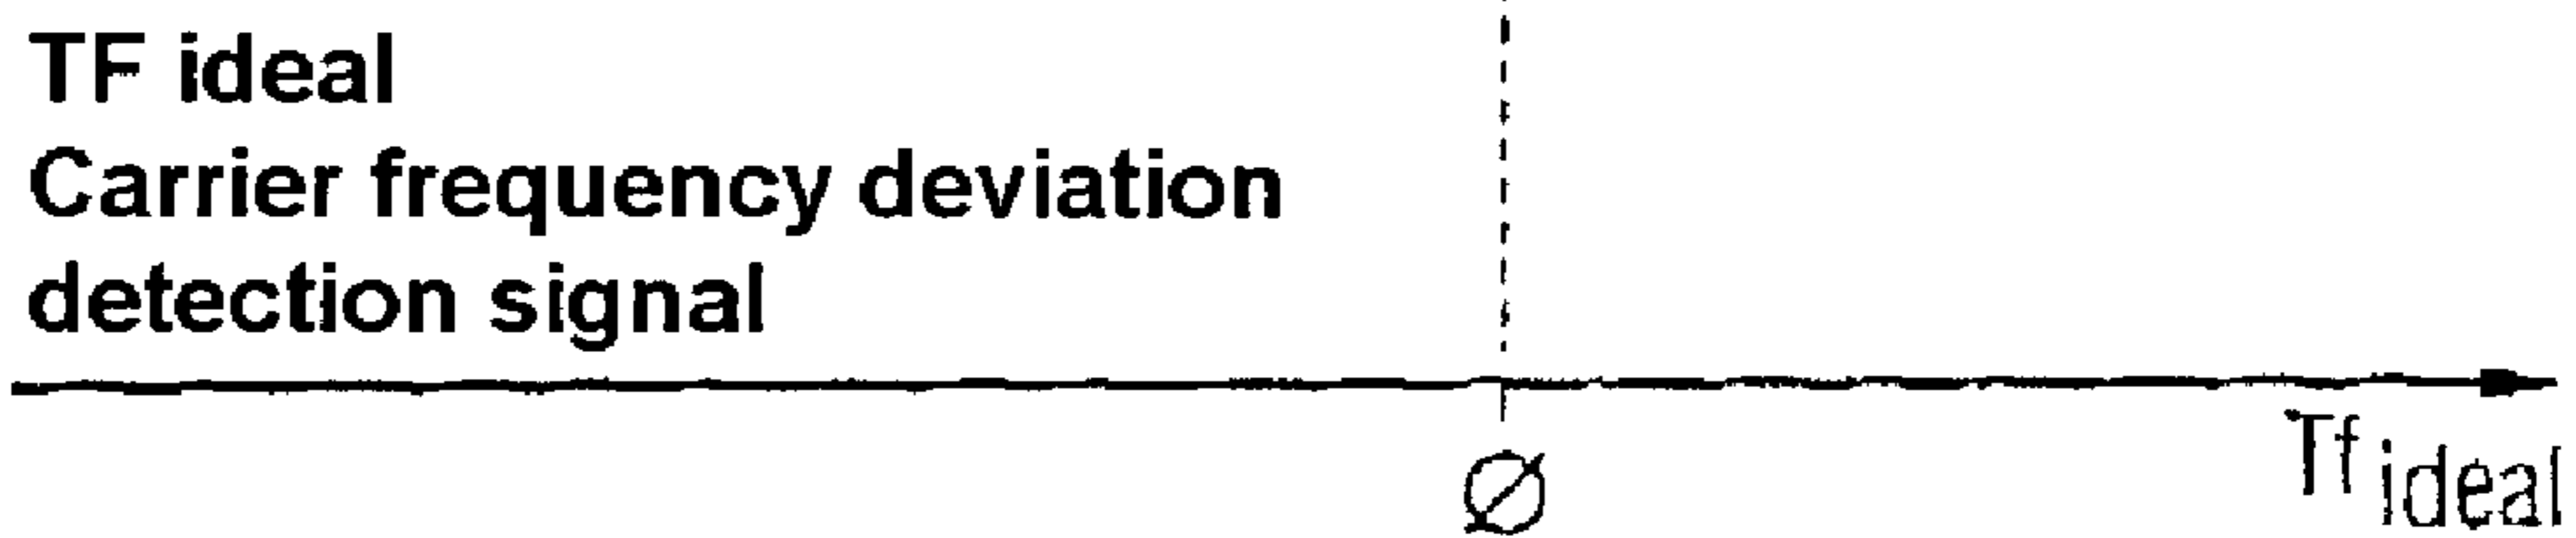 TF ideal
Carrier frequency deviation
detection signal
Ø
Tf ideal